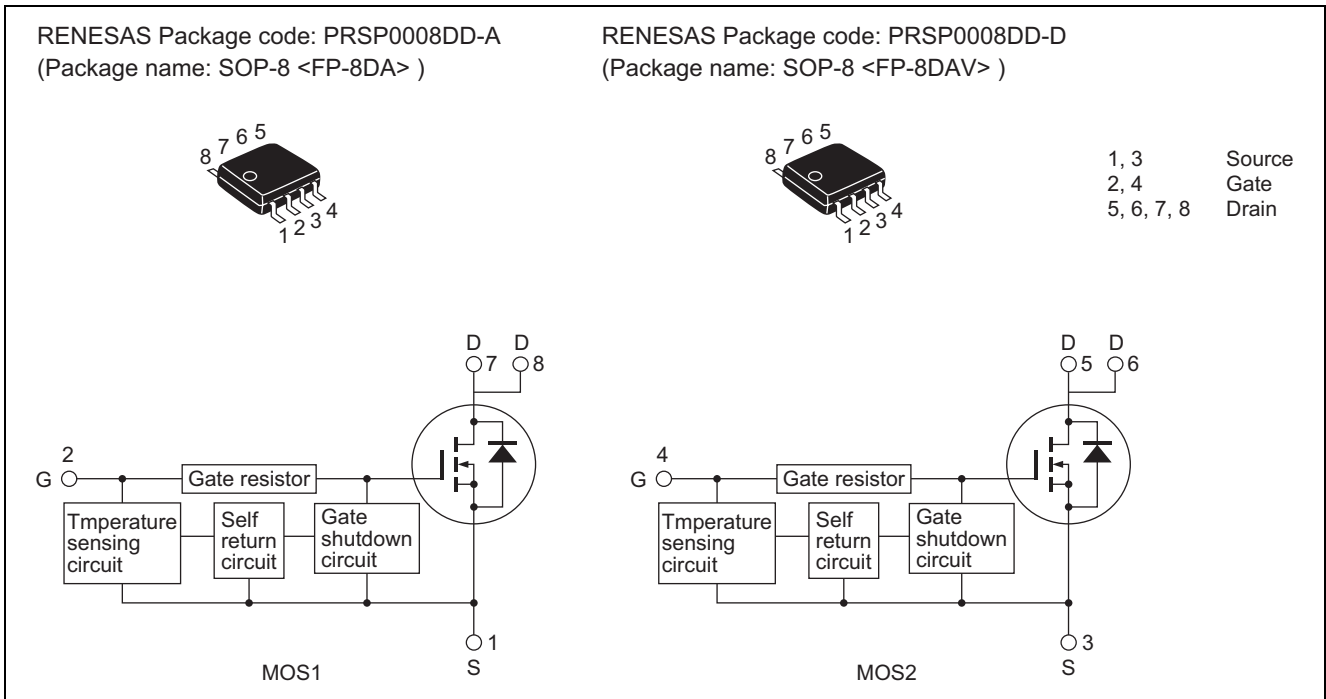 RENESAS Package code: PRSP0008DD-A
(Package name: SOP-8 <FP-8DA> )
RENESAS Package code: PRSP0008DD-D
(Package name: SOP-8 <FP-8DAV> )
8 7 6 5
1 2 3 4
8 7 6 5
1 2 3 4
1, 3 Source
2, 4 Gate
5, 6, 7, 8 Drain
D D
7 8
2
G
Gate resistor
Tmperature
sensing
circuit
Self
return
circuit
Gate
shutdown
circuit
1
S
MOS1
D D
5 6
4
G
Gate resistor
Tmperature
sensing
circuit
Self
return
circuit
Gate
shutdown
circuit
3
S
MOS2